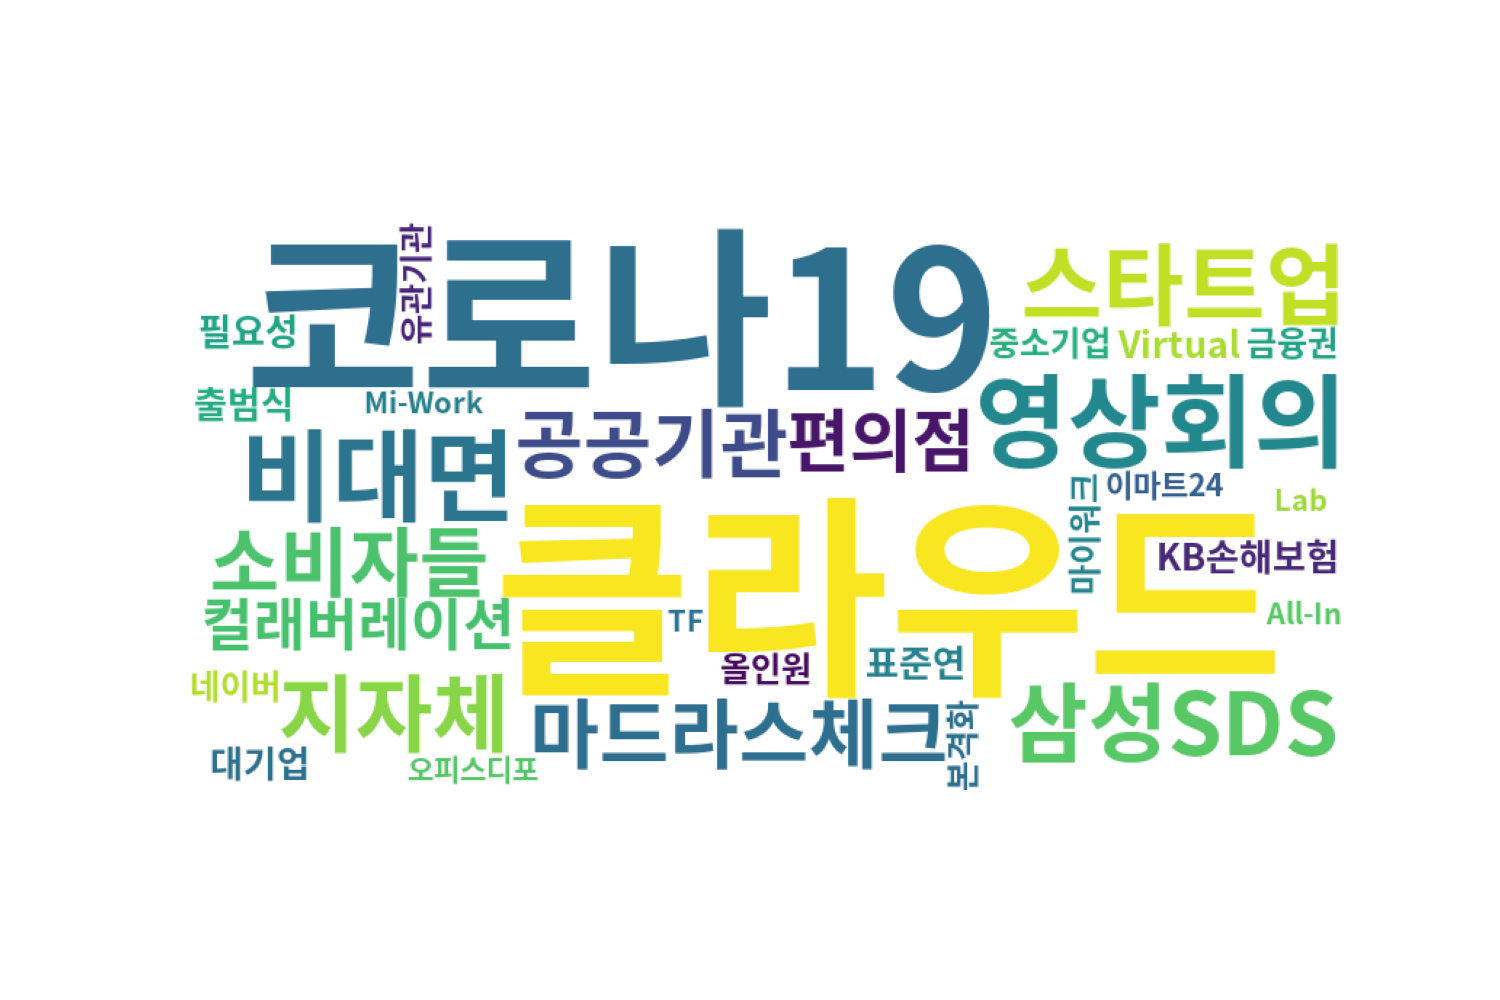 코로나19
유관기관
스타트업
필요성
중소기업
Virtual
금융권
출범식
Mi-Work
공공기관
편의점
영상회의
비대면
이마트24
마이워크
Lab
소비자들
클라우드
KB손해보험
컬래버레이션
TF
All-In
올인원
표준연
네이버
지자체
마드라스체크
본격화
삼성SDS
대기업
오피스디포